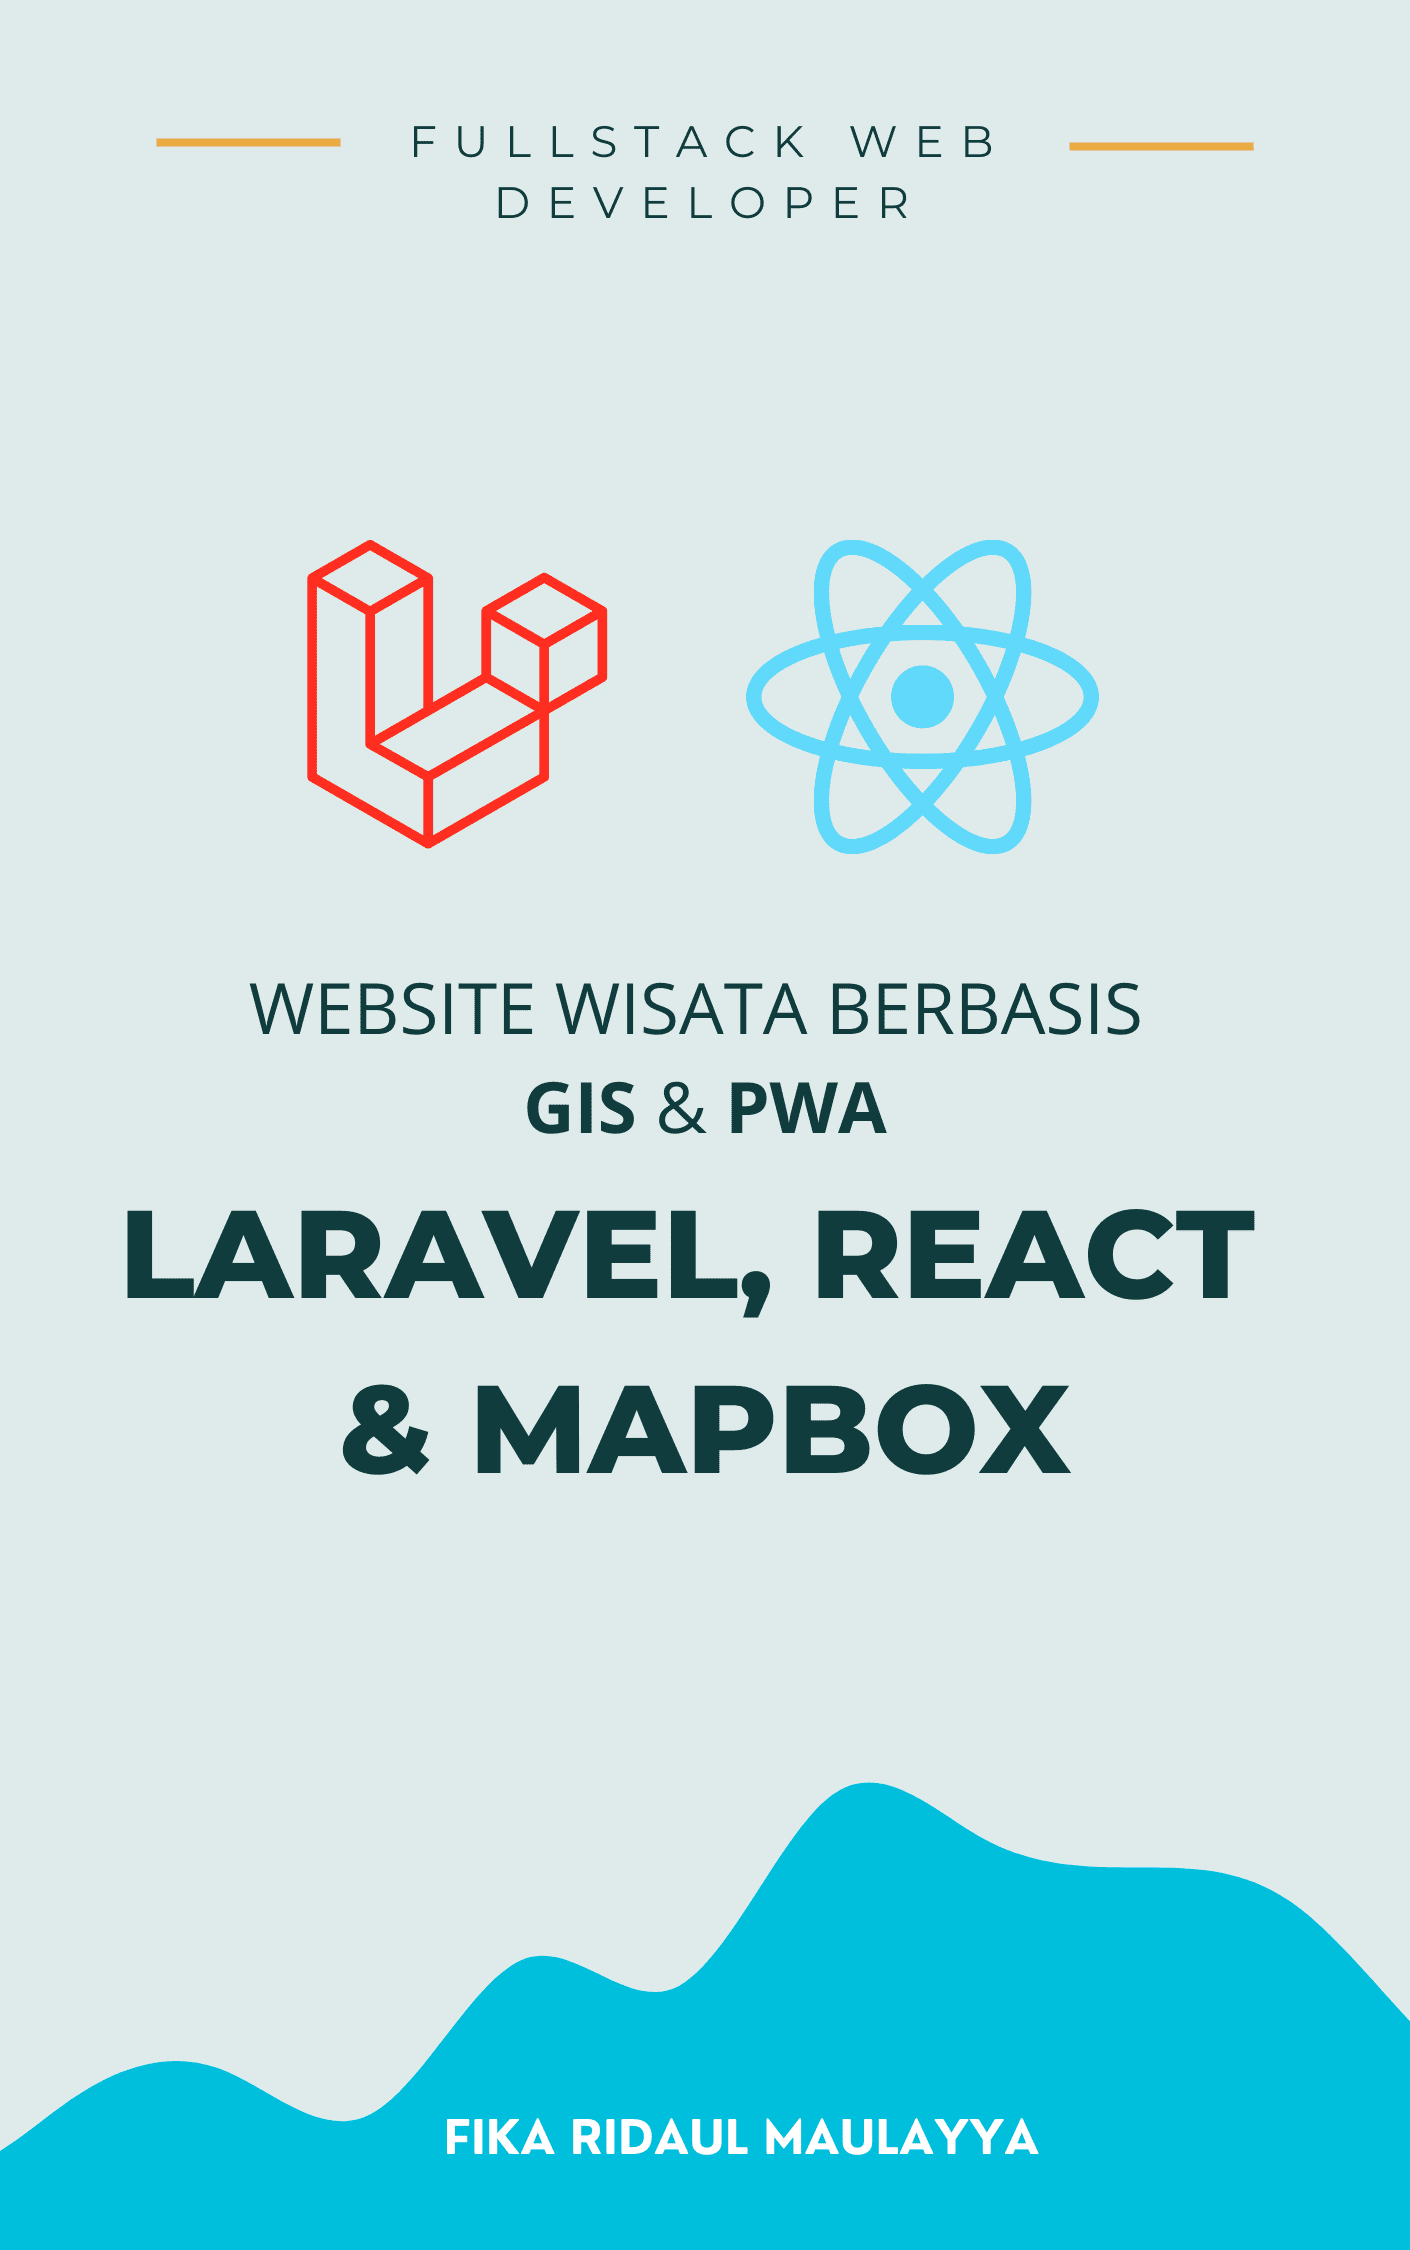 FULLSTACK WEB
DEVELOPER
WEBSITE WISATA BERBASIS
GIS & PWA
LARAVEL, REACT
& MAPBOX
FIKA RIDAUL MAULAYYA